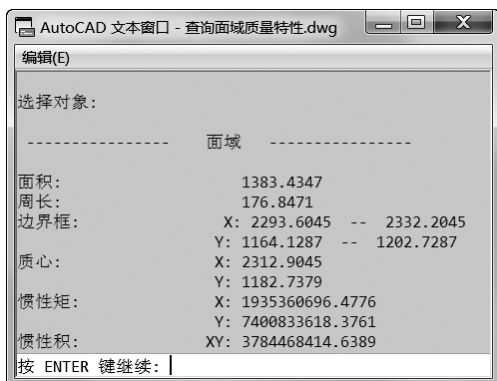 AutoCAD 文本窗口 - 查询面域质量特性.dwg
编辑(E)
选择对象:
---------------- 面域 ----------------
面积: 1383.4347
周长: 176.8471
边界框: X: 2293.6045 -- 2332.2045
Y: 1164.1287 -- 1202.7287
质心: X: 2312.9045
Y: 1182.7379
惯性矩: X: 1935360696.4776
Y: 7400833618.3761
惯性积: XY: 3784468414.6389
按 ENTER 键继续: